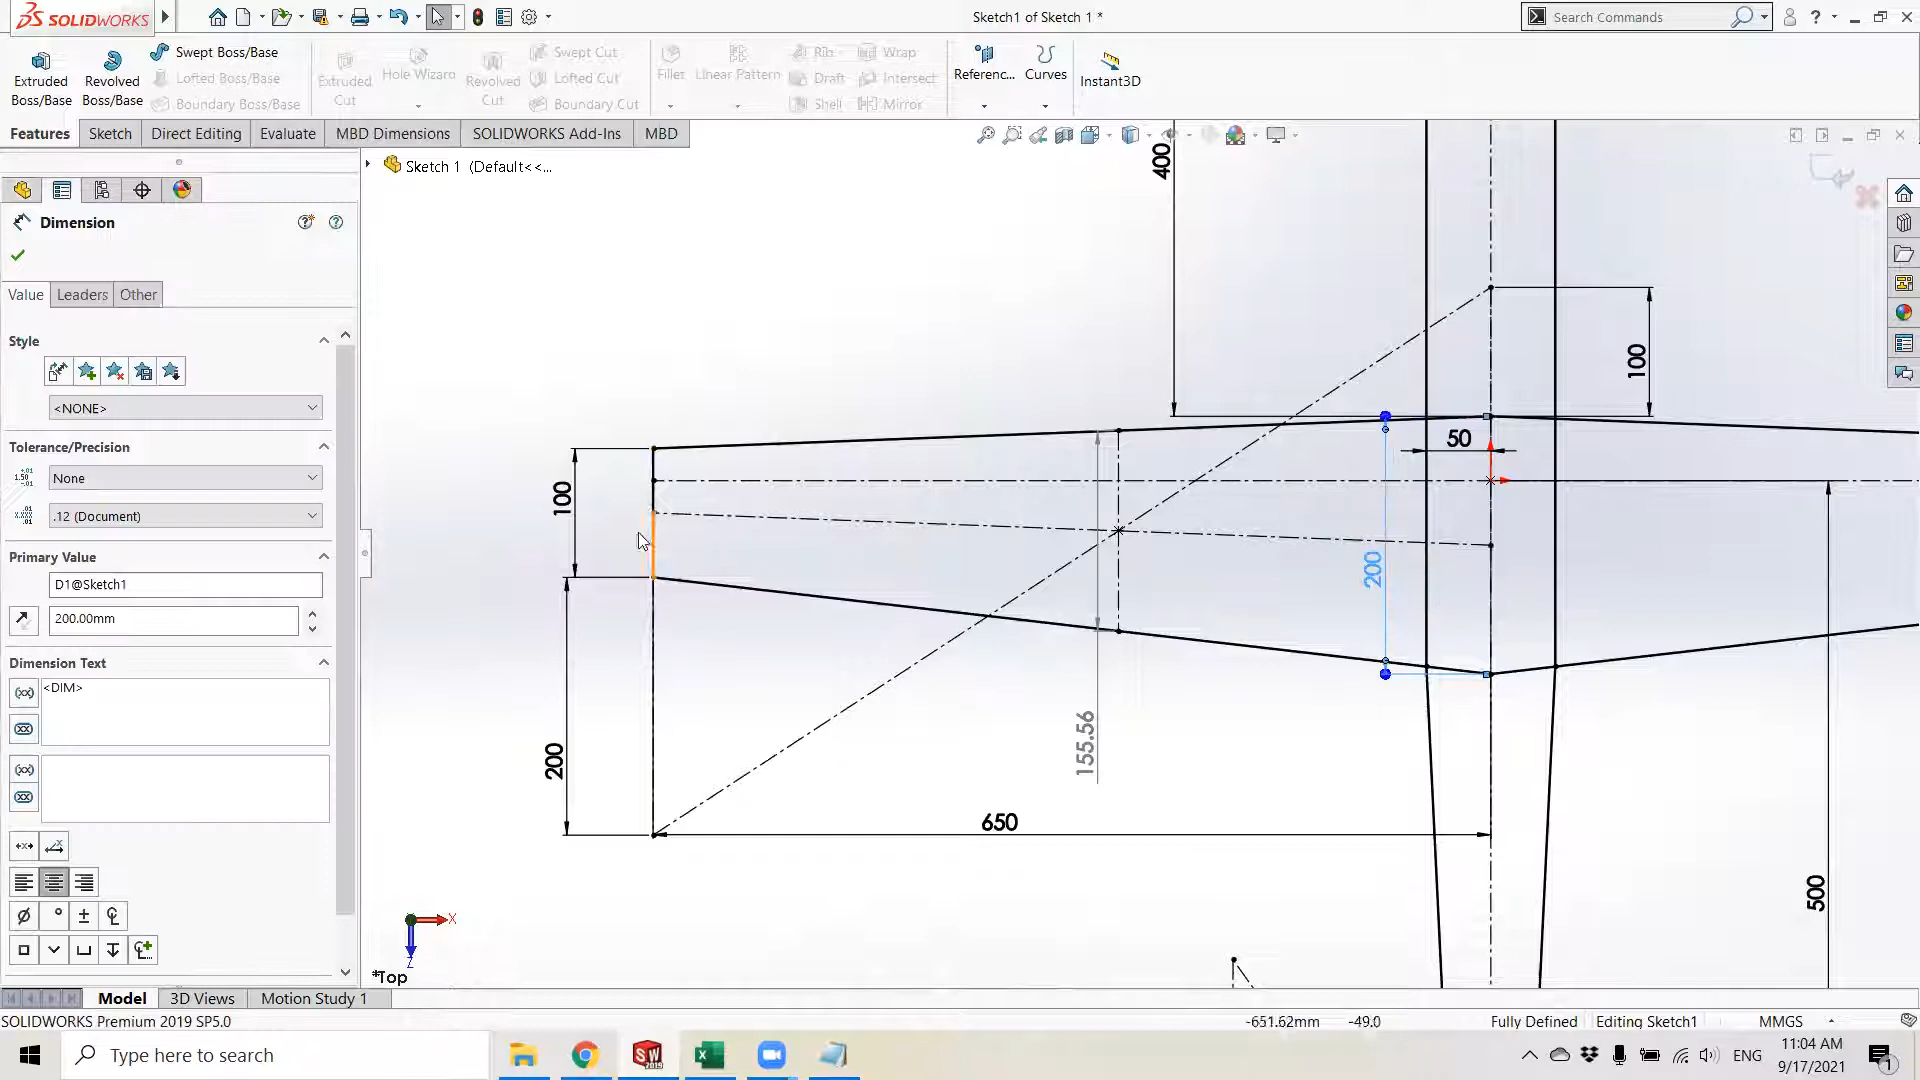 SOLIDWORKS
Sketch1 of Sketch 1 *
Search Commands
Extruded Boss/Base
Revolved Boss/Base
Swept Boss/Base
Lofted Boss/Base
Boundary Boss/Base
Extruded Cut
Hole Wizard
Revolved Cut
Swept Cut
Lofted Cut
Boundary Cut
Fillet
Linear Pattern
Rib
Draft
Shell
Wrap
Intersect
Mirror
Referenc...
Curves
Instant3D
Features
Sketch
Direct Editing
Evaluate
MBD Dimensions
SOLIDWORKS Add-Ins
MBD
Sketch 1 (Default<<...
Dimension
Value
Leaders
Other
Style
<NONE>
Tolerance/Precision
None
.12 (Document)
Primary Value
D1@Sketch1
200.00mm
Dimension Text
<DIM>
400
100
50
100
200
200
155.56
650
500
X
Z
*Top
Model
3D Views
Motion Study 1
SOLIDWORKS Premium 2019 SP5.0
-651.62mm
-49.0
Fully Defined
Editing Sketch1
MMGS
Type here to search
ENG
11:04 AM
9/17/2021
1